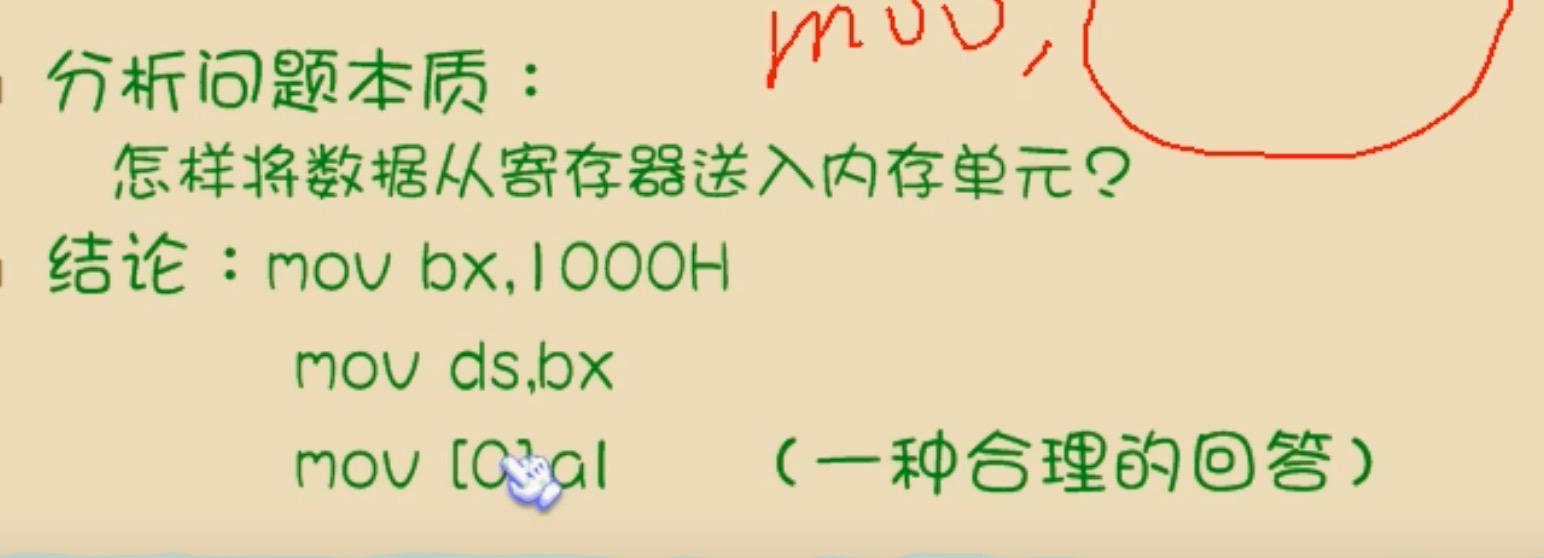 mov,
分析问题本质：
怎样将数据从寄存器送入内存单元？
结论：mov bx,1000H
mov ds,bx
mov [0],al （一种合理的回答）